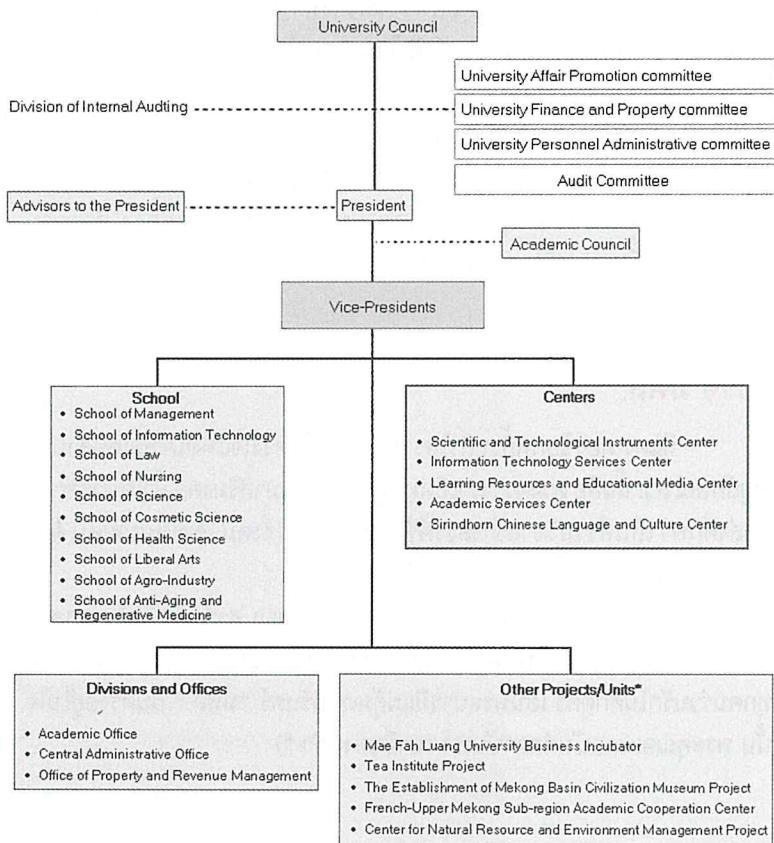 University Council
University Affair Promotion committee
Division of Internal Audting
University Finance and Property committee
University Personnel Administrative committee
Audit Committee
Advisors to the President
President
Academic Council
Vice-Presidents
School
• School of Management
• School of Information Technology
• School of Law
• School of Nursing
• School of Science
• School of Cosmetic Science
• School of Health Science
• School of Liberal Arts
• School of Agro-Industry
• School of Anti-Aging and
Regenerative Medicine
Centers
• Scientific and Technological Instruments Center
• Information Technology Services Center
• Learning Resources and Educational Media Center
• Academic Services Center
• Sirindhorn Chinese Language and Culture Center
Divisions and Offices
• Academic Office
• Central Administrative Office
• Office of Property and Revenue Management
Other Projects/Units*
• Mae Fah Luang University Business Incubator
• Tea Institute Project
• The Establishment of Mekong Basin Civilization Museum Project
• French-Upper Mekong Sub-region Academic Cooperation Center
• Center for Natural Resource and Environment Management Project